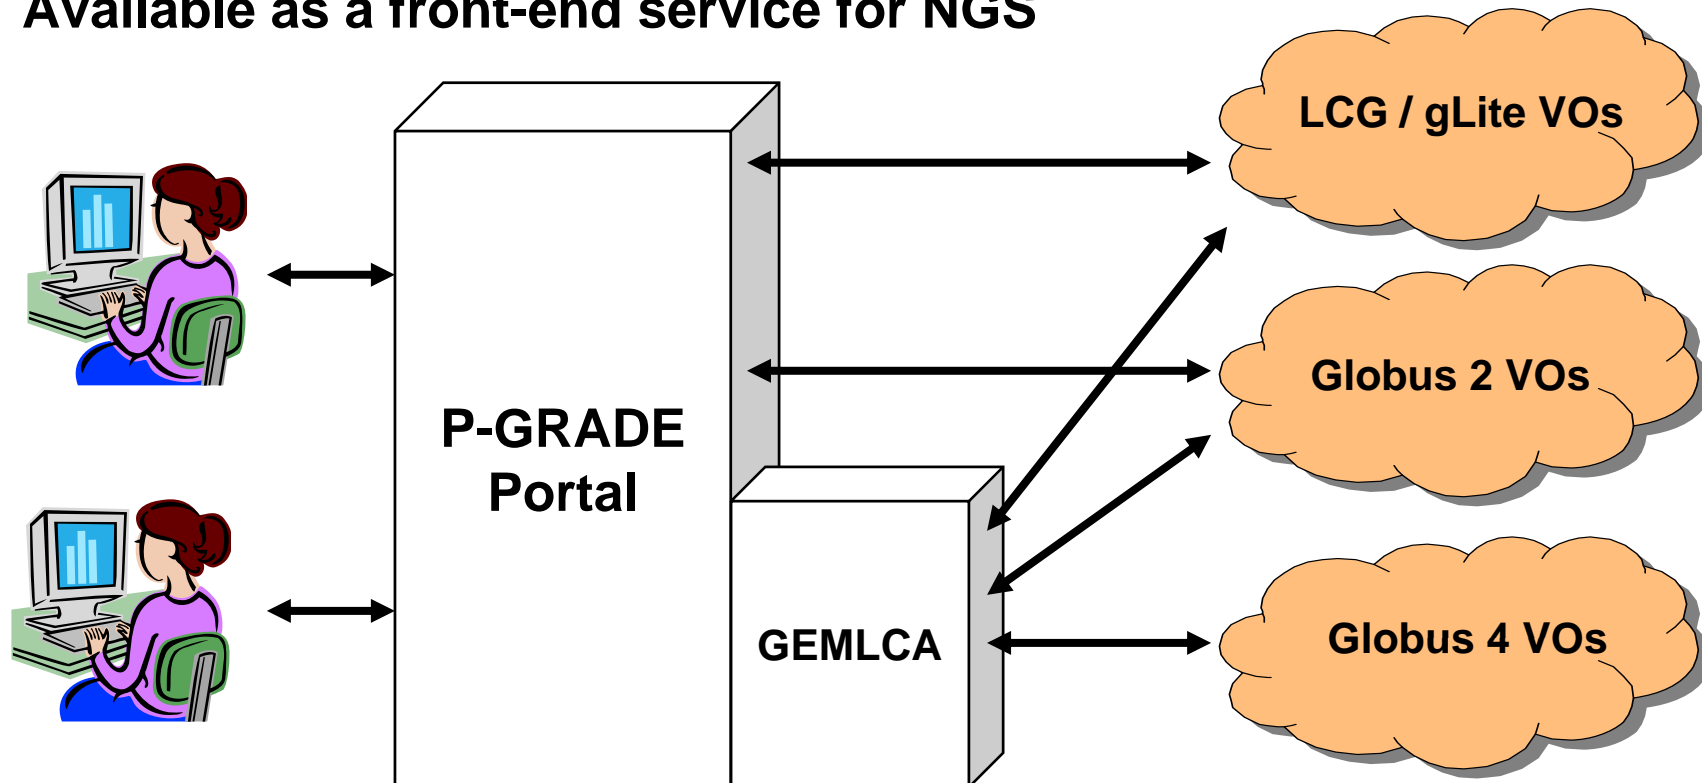 Available as a front-end service for NGS
LCG / gLite VOs
Globus 2 VOs
P-GRADE
Portal
GEMLCA
Globus 4 VOs